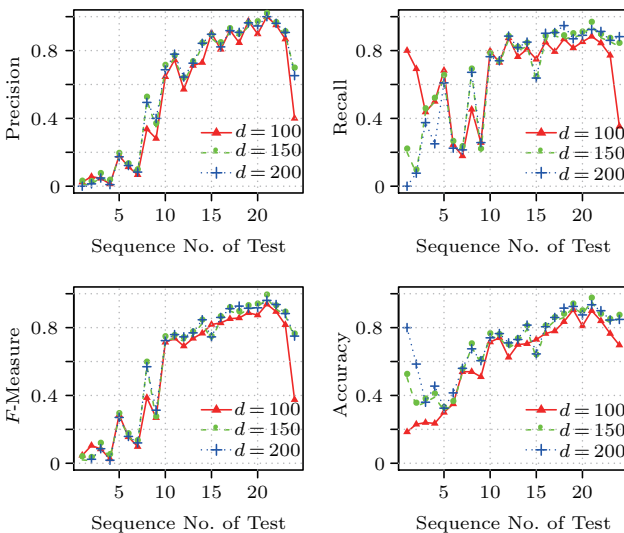 Precision
0.8
0.4
0
5 10 15 20
d = 100
d = 150
d = 200
Sequence No. of Test
Recall
0.8
0.4
0
5 10 15 20
d = 100
d = 150
d = 200
Sequence No. of Test
F-Measure
0.8
0.4
0
5 10 15 20
d = 100
d = 150
d = 200
Sequence No. of Test
Accuracy
0.8
0.4
0
5 10 15 20
d = 100
d = 150
d = 200
Sequence No. of Test